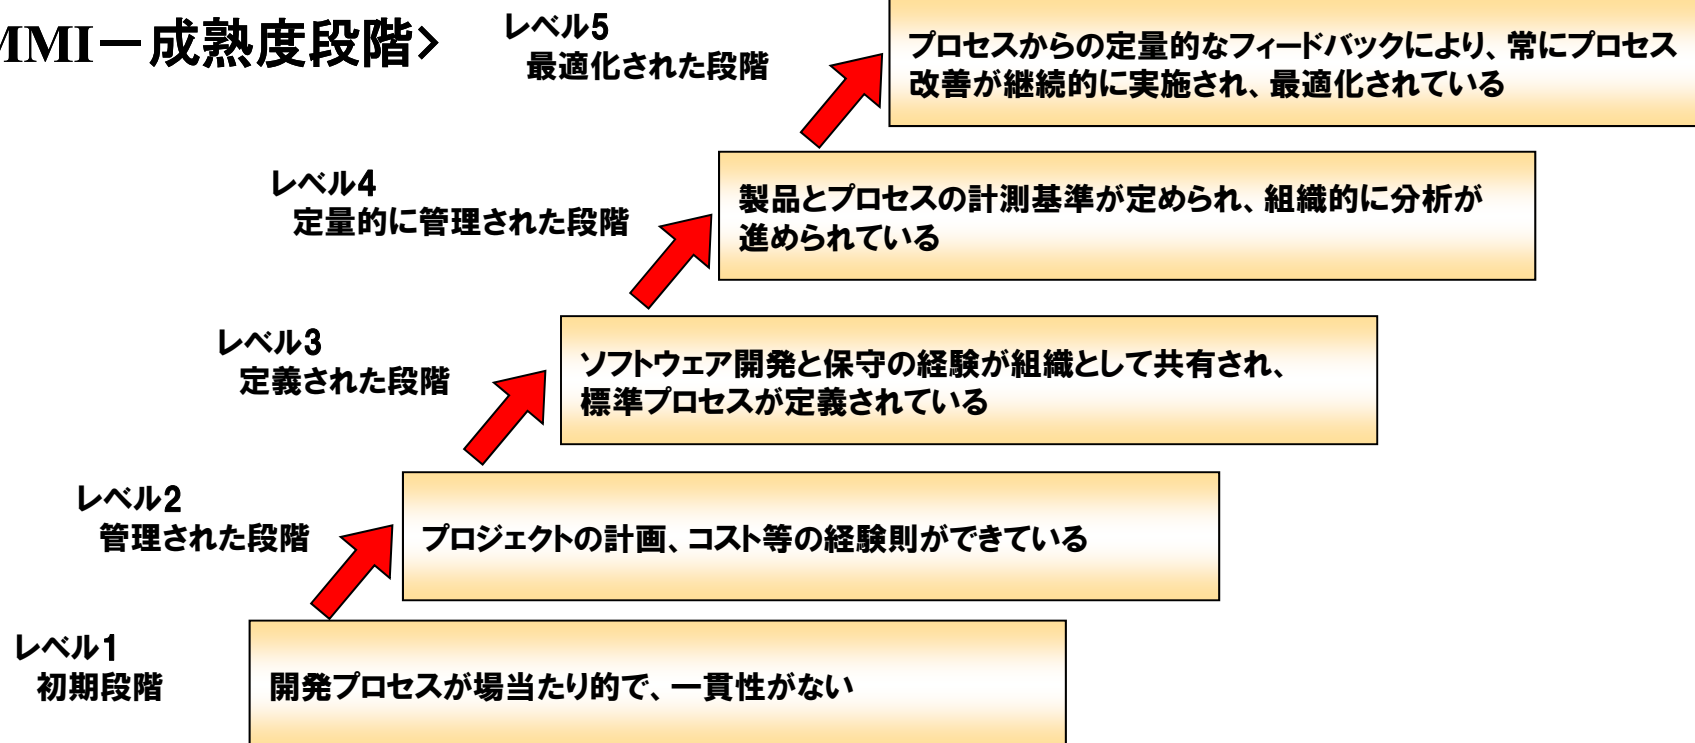 MMI－成熟度段階>
レベル5
最適化された段階
プロセスからの定量的なフィードバックにより、常にプロセス
改善が継続的に実施され、最適化されている
レベル4
定量的に管理された段階
製品とプロセスの計測基準が定められ、組織的に分析が
進められている
レベル3
定義された段階
ソフトウェア開発と保守の経験が組織として共有され、
標準プロセスが定義されている
レベル2
管理された段階
プロジェクトの計画、コスト等の経験則ができている
レベル1
初期段階
開発プロセスが場当たり的で、一貫性がない